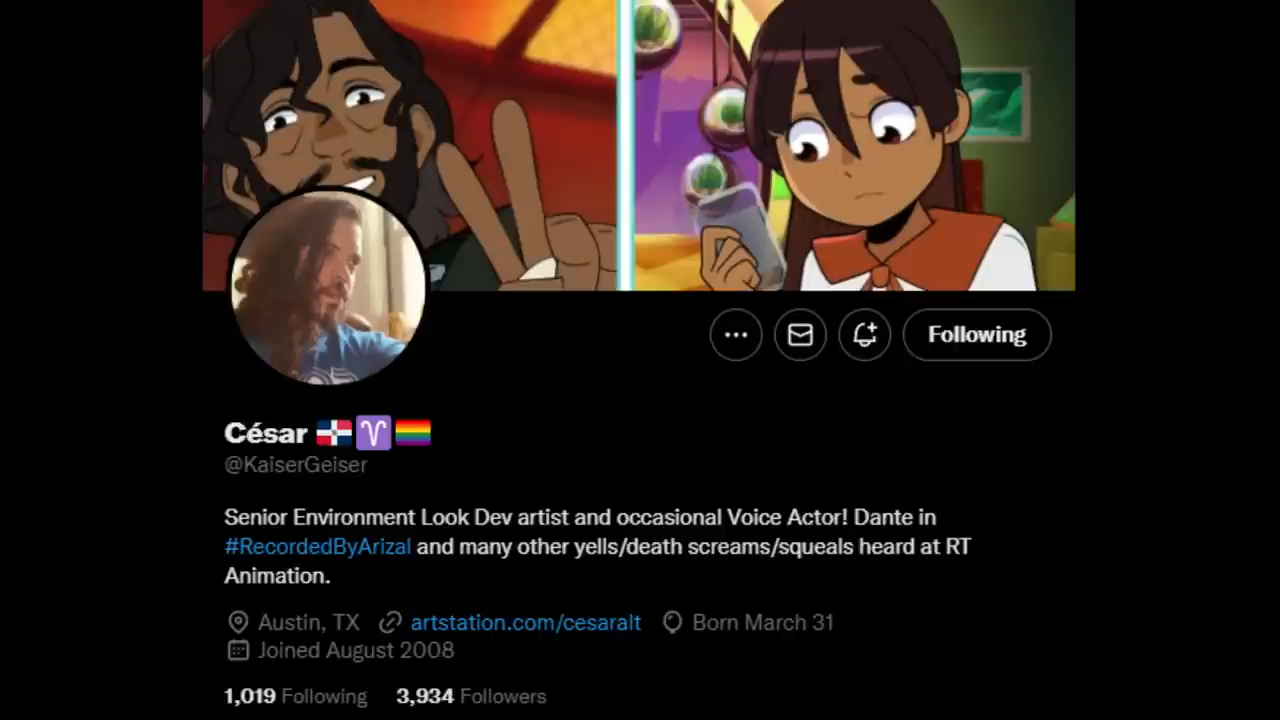 Following
César 🇩🇴♈🏳️‍🌈
@KaiserGeiser
Senior Environment Look Dev artist and occasional Voice Actor! Dante in
#RecordedByArizal and many other yells/death screams/squeals heard at RT
Animation.
Austin, TX artstation.com/cesaralt Born March 31
Joined August 2008
1,019 Following 3,934 Followers